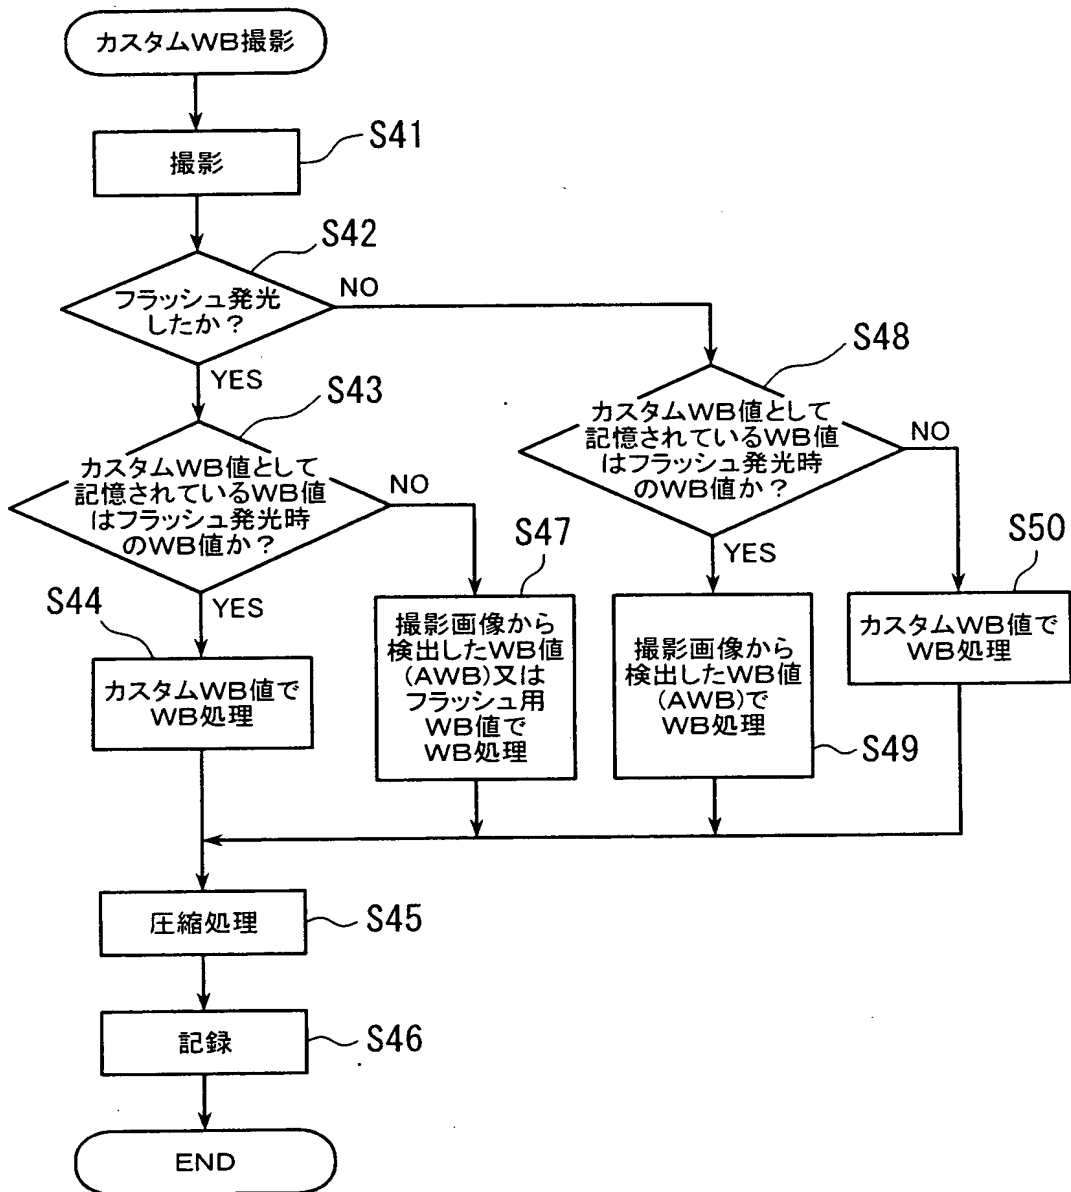 カスタムWB撮影
撮影
S41
S42
フラッシュ発光
したか？
NO
YES
S43
カスタムWB値として
記憶されているWB値
はフラッシュ発光時
のWB値か？
NO
YES
S44
カスタムWB値で
WB処理
S47
撮影画像から
検出したWB値
(AWB)又は
フラッシュ用
WB値で
WB処理
S48
カスタムWB値として
記憶されているWB値
はフラッシュ発光時
のWB値か？
NO
YES
撮影画像から
検出したWB値
(AWB)で
WB処理
S49
S50
カスタムWB値で
WB処理
圧縮処理
S45
記録
S46
END